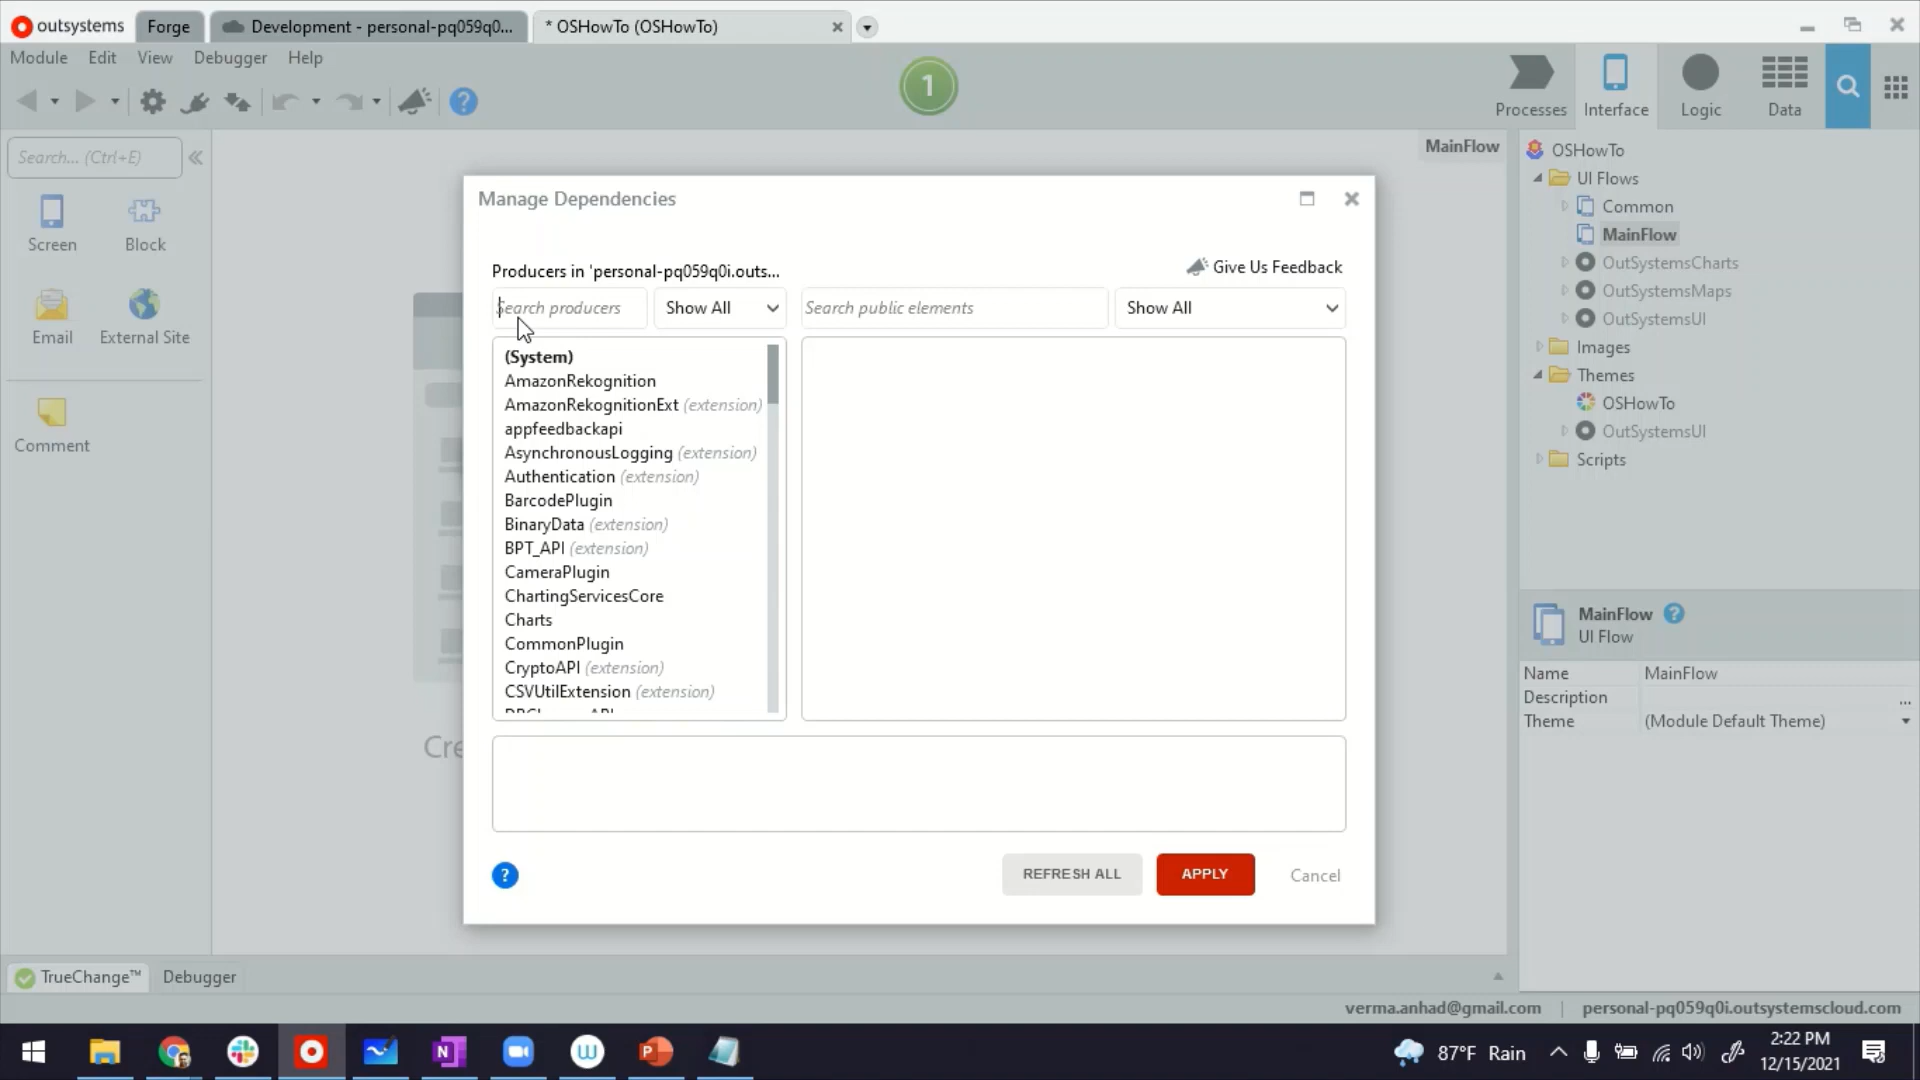 outsystems
Forge
Development - personal-pq059q0...
* OSHowTo (OSHowTo)
Module Edit View Debugger Help
1
Processes
Interface
Logic
Data
Search... (Ctrl+E)
Screen
Block
Email
External Site
Comment
MainFlow
Cre
Manage Dependencies
Producers in 'personal-pq059q0i.outs...
Give Us Feedback
Search producers
Show All
Search public elements
Show All
(System)
AmazonRekognition
AmazonRekognitionExt (extension)
appfeedbackapi
AsynchronousLogging (extension)
Authentication (extension)
BarcodePlugin
BinaryData (extension)
BPT_API (extension)
CameraPlugin
ChartingServicesCore
Charts
CommonPlugin
CryptoAPI (extension)
CSVUtilExtension (extension)
?
REFRESH ALL
APPLY
Cancel
OSHowTo
UI Flows
Common
MainFlow
OutSystemsCharts
OutSystemsMaps
OutSystemsUI
Images
Themes
OSHowTo
OutSystemsUI
Scripts
MainFlow ?
UI Flow
Name MainFlow
Description ...
Theme (Module Default Theme)
TrueChange™
Debugger
verma.anhad@gmail.com | personal-pq059q0i.outsystemscloud.com
87°F Rain
2:22 PM
12/15/2021